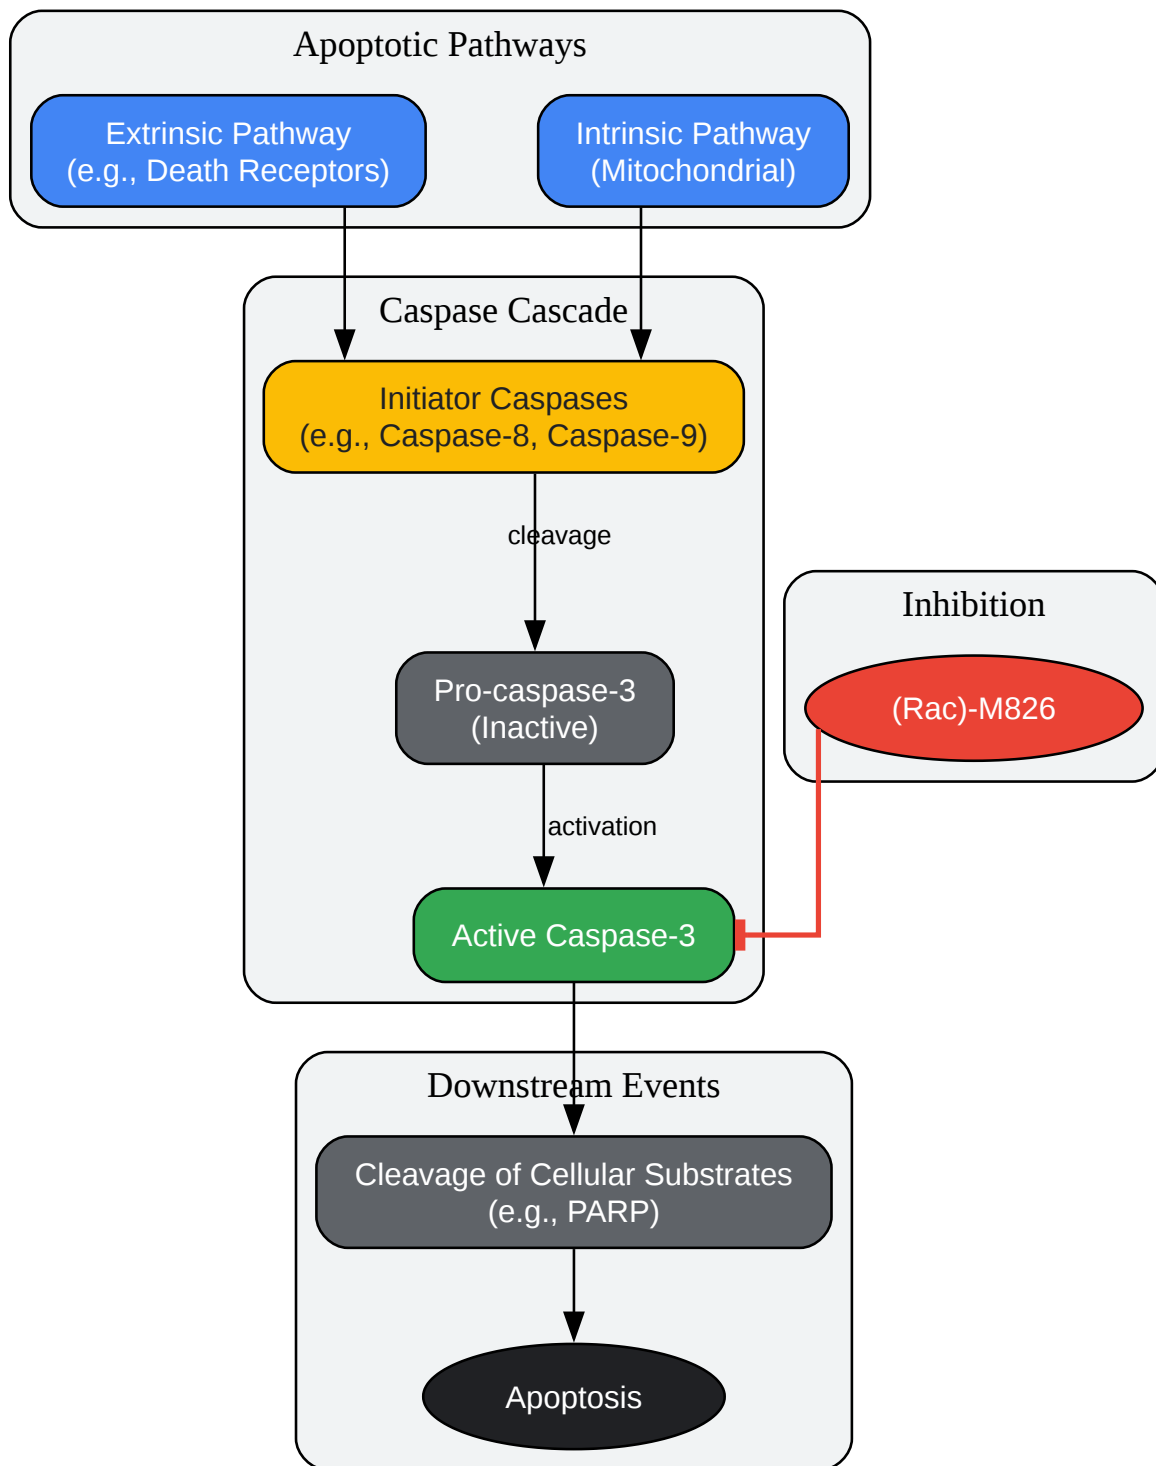 Apoptotic Pathways
Extrinsic Pathway
(e.g., Death Receptors)
Intrinsic Pathway
(Mitochondrial)
Caspase Cascade
Initiator Caspases
(e.g., Caspase-8, Caspase-9)
cleavage
Inhibition
Pro-caspase-3
(Inactive)
(Rac)-M826
activation
Active Caspase-3
Downstream Events
Cleavage of Cellular Substrates
(e.g., PARP)
Apoptosis